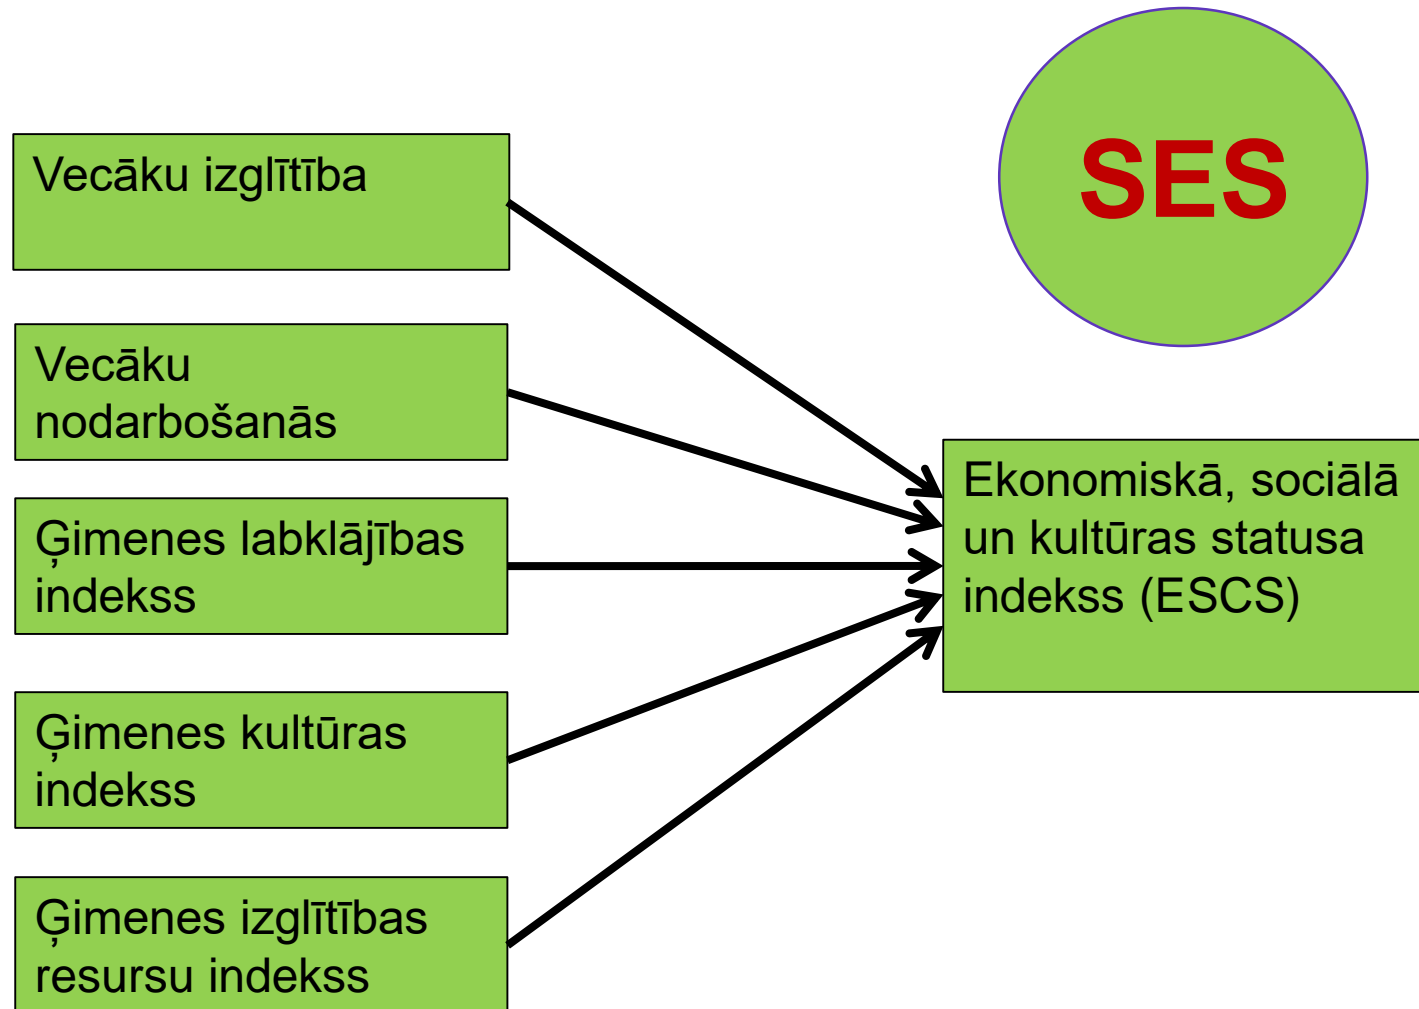 SES
Vecāku izglītība
Vecāku
nodarbošanās
Ģimenes labklājības
indekss
Ģimenes kultūras
indekss
Ģimenes izglītības
resursu indekss
Ekonomiskā, sociālā
un kultūras statusa
indekss (ESCS)